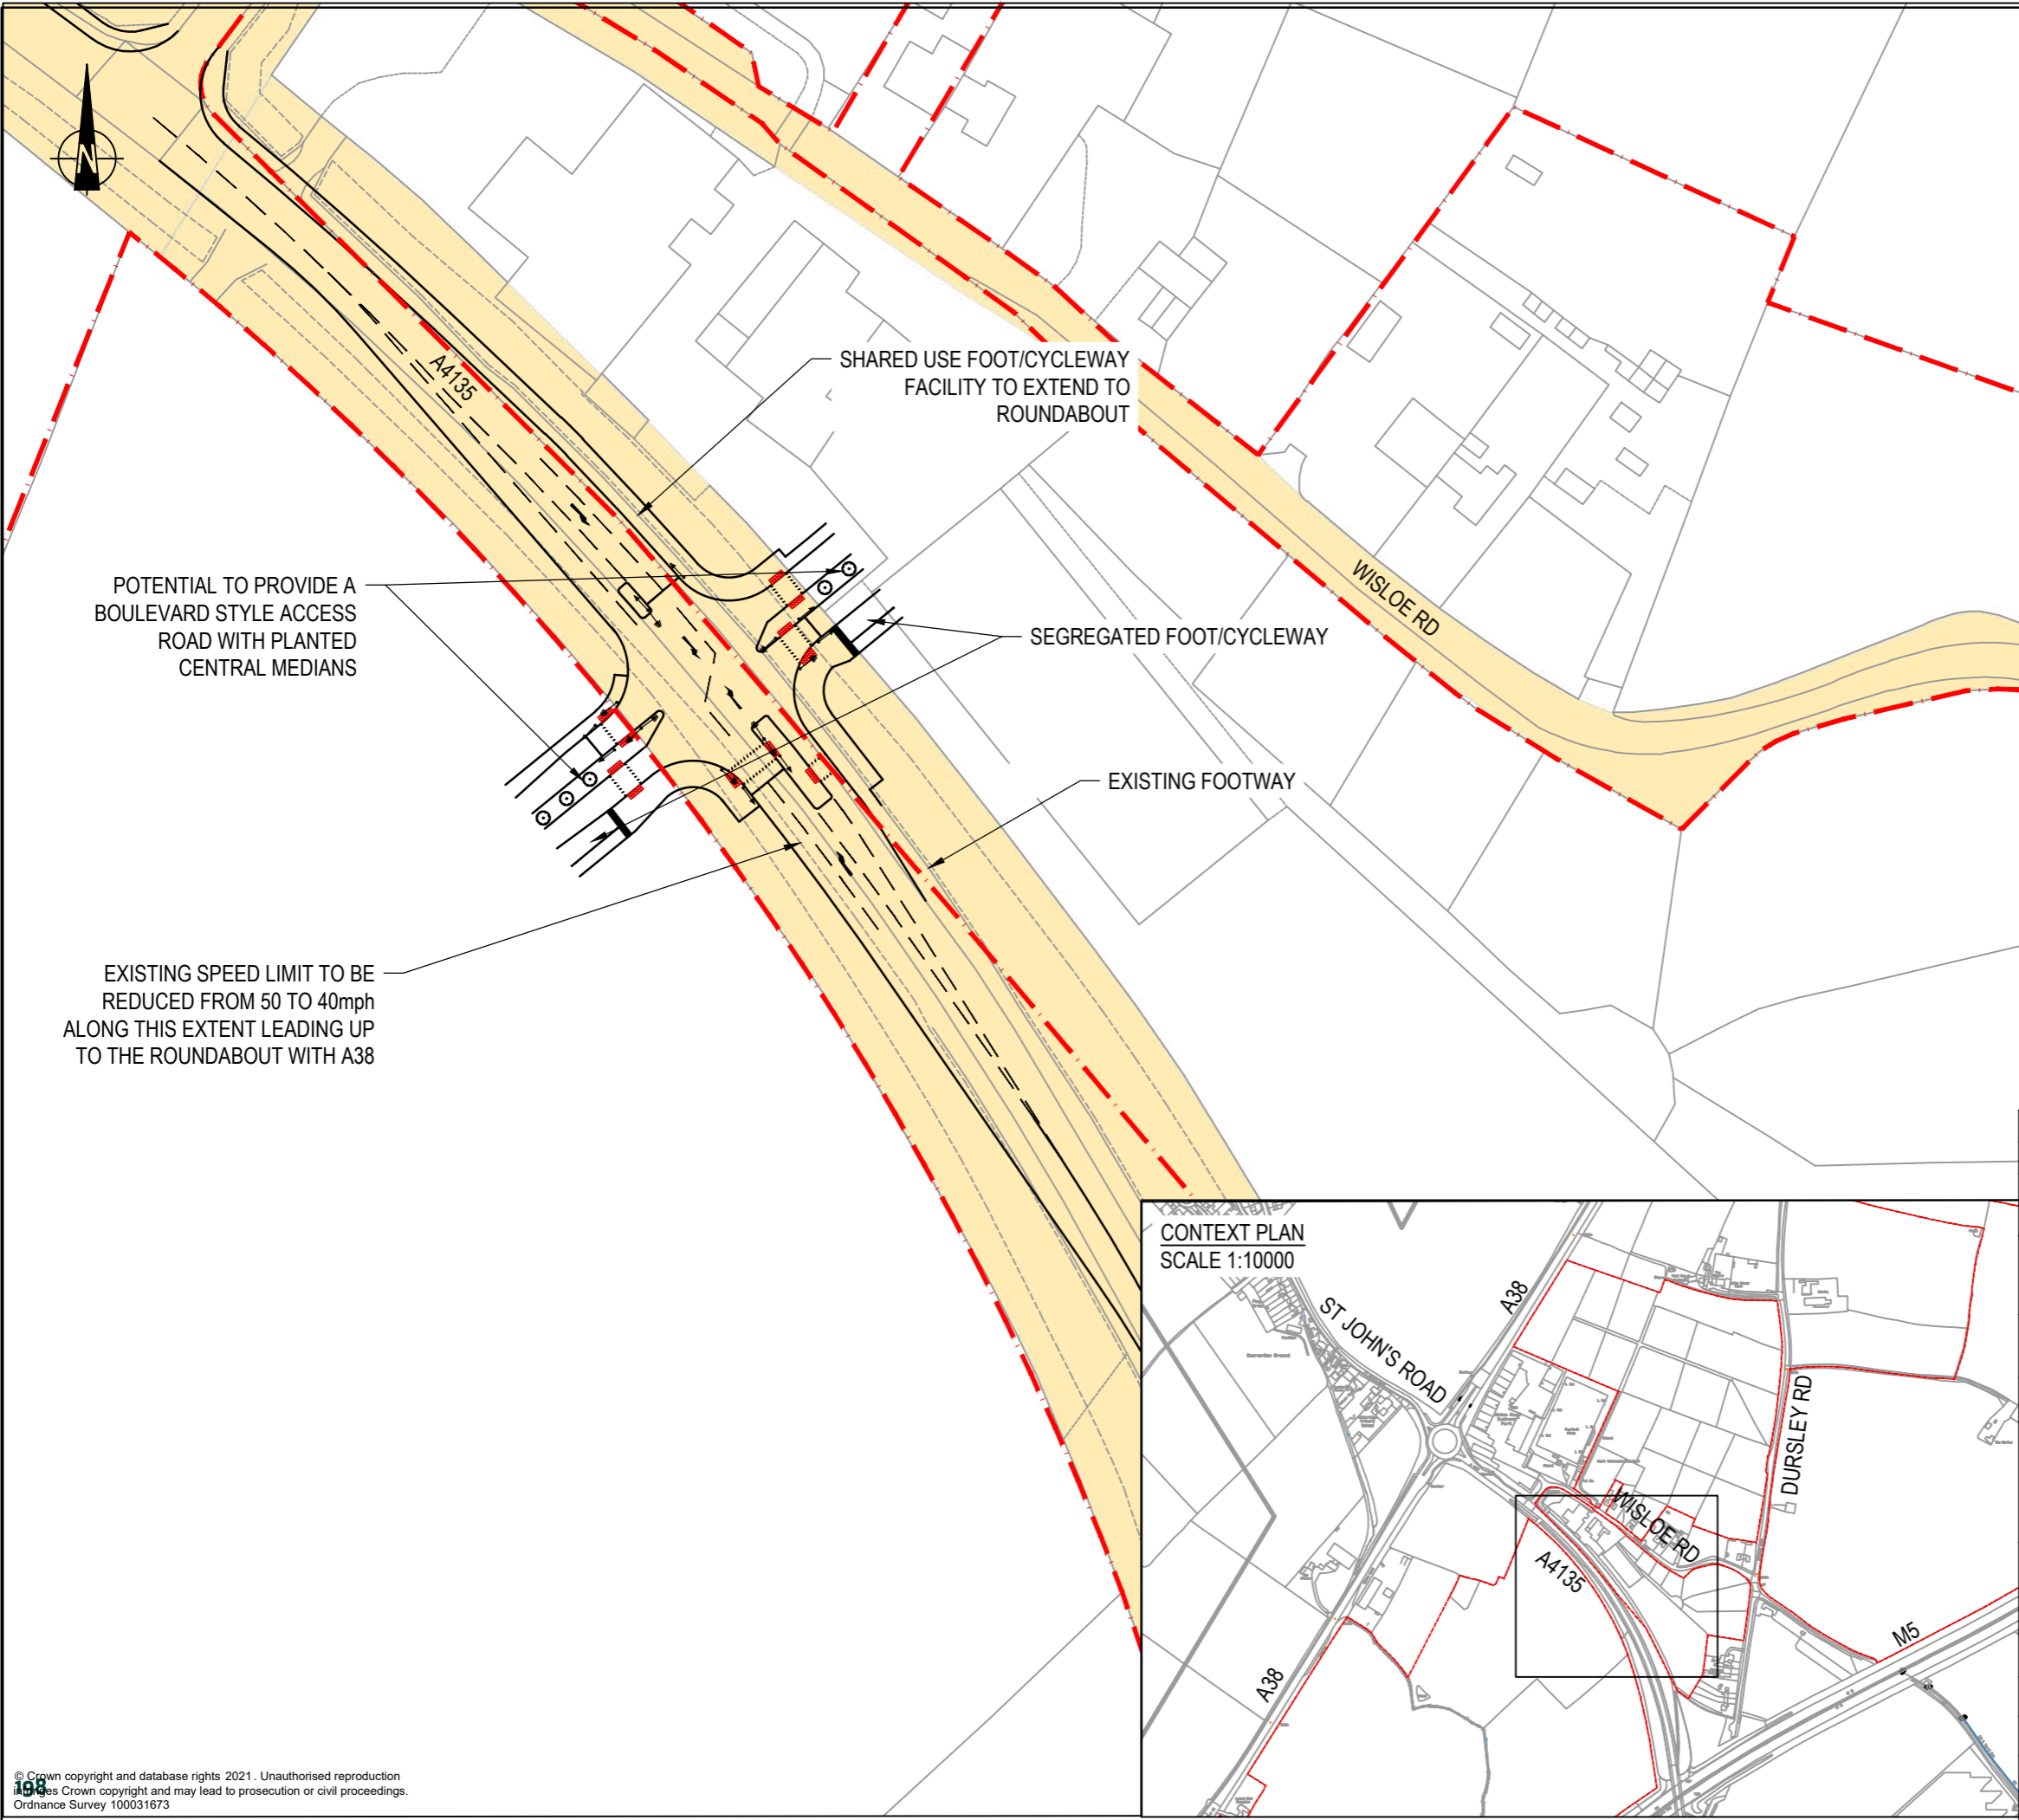 N
A4135
SHARED USE FOOT/CYCLEWAY
FACILITY TO EXTEND TO
ROUNDABOUT
POTENTIAL TO PROVIDE A
BOULEVARD STYLE ACCESS
ROAD WITH PLANTED
CENTRAL MEDIANS
SEGREGATED FOOT/CYCLEWAY
WISLOE RD
EXISTING FOOTWAY
EXISTING SPEED LIMIT TO BE
REDUCED FROM 50 TO 40mph
ALONG THIS EXTENT LEADING UP
TO THE ROUNDABOUT WITH A38
CONTEXT PLAN
SCALE 1:10000
ST JOHN'S ROAD
A38
DURSLEY RD
WISLOE RD
A4135
M5
A38
© Crown copyright and database rights 2021. Unauthorised reproduction
infringes Crown copyright and may lead to prosecution or civil proceedings.
Ordnance Survey 100031673
198